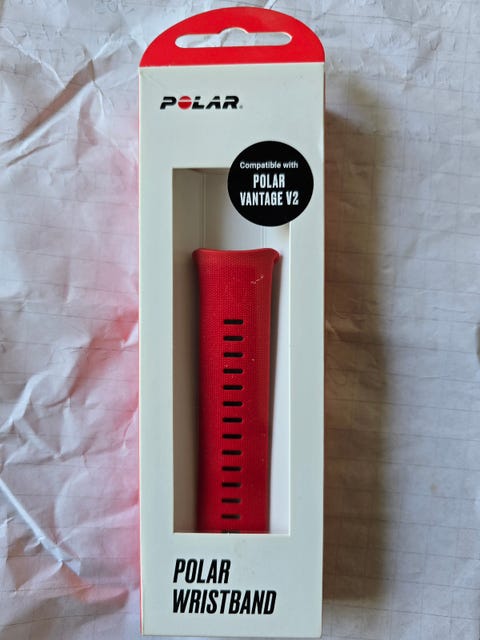 POLAR
Compatible with
POLAR
VANTAGE V2
POLAR
WRISTBAND